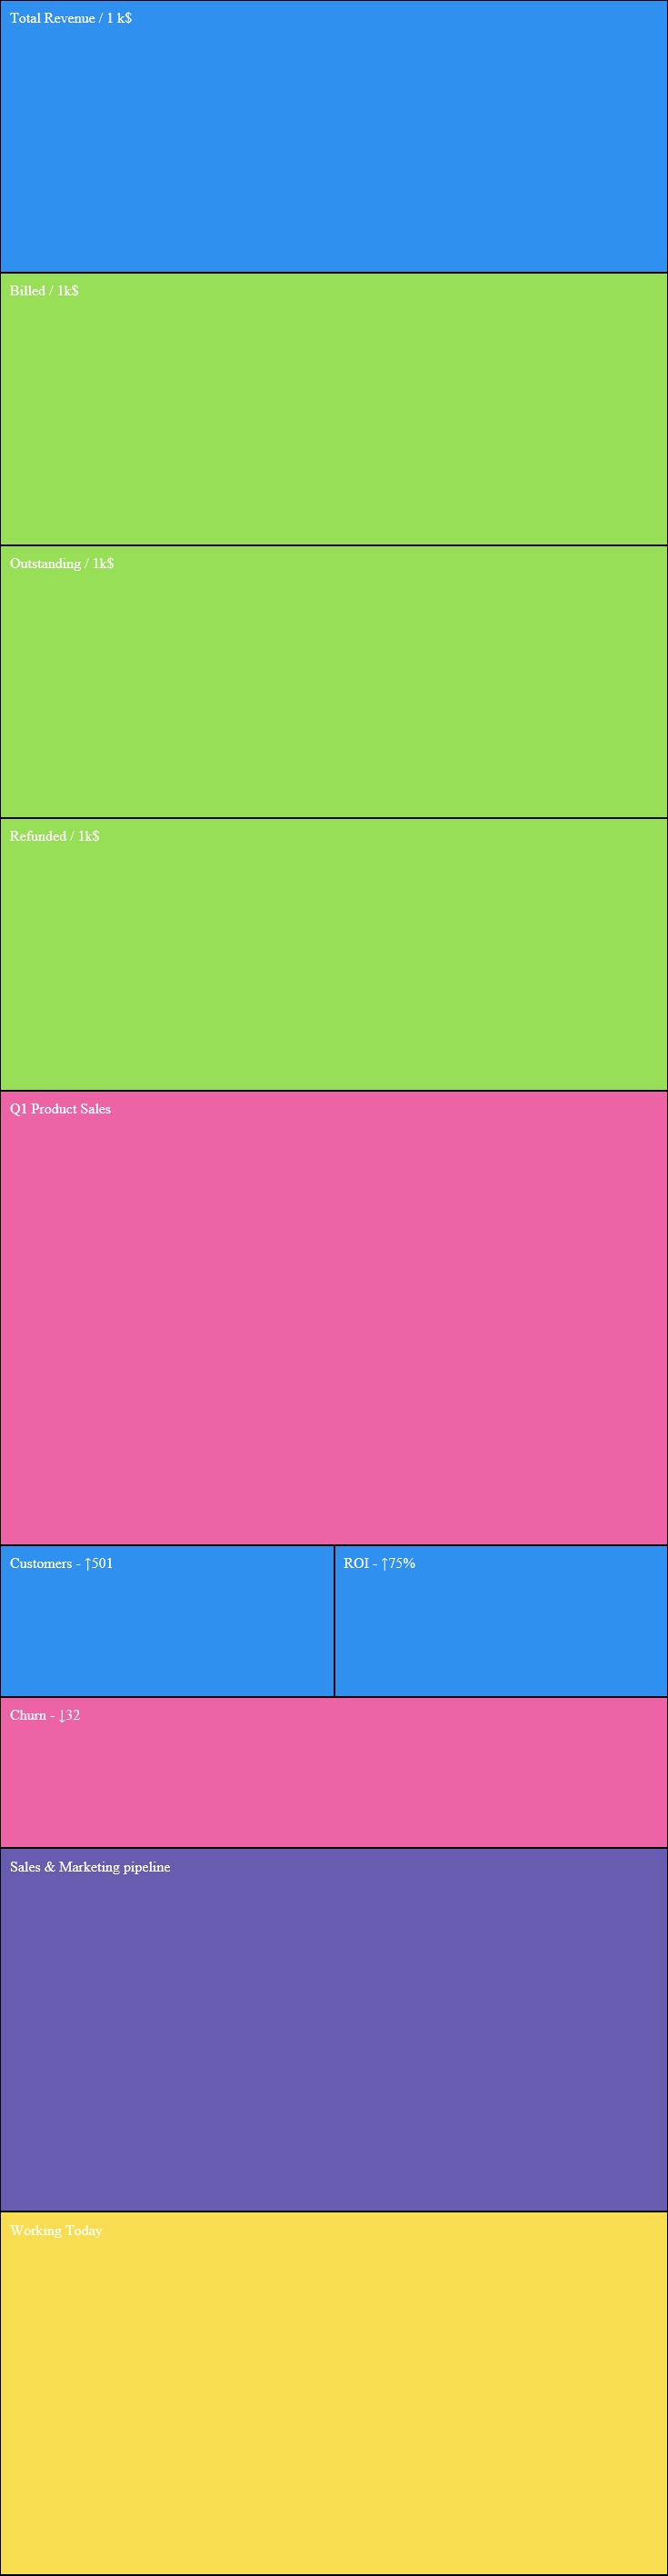 Total Revenue / 1 k$
Billed / 1k$
Outstanding / 1k$
Refunded / 1k$
Q1 Product Sales
Customers - ↑501
ROI - ↑75%
Churn - ↓32
Sales & Marketing pipeline
Working Today